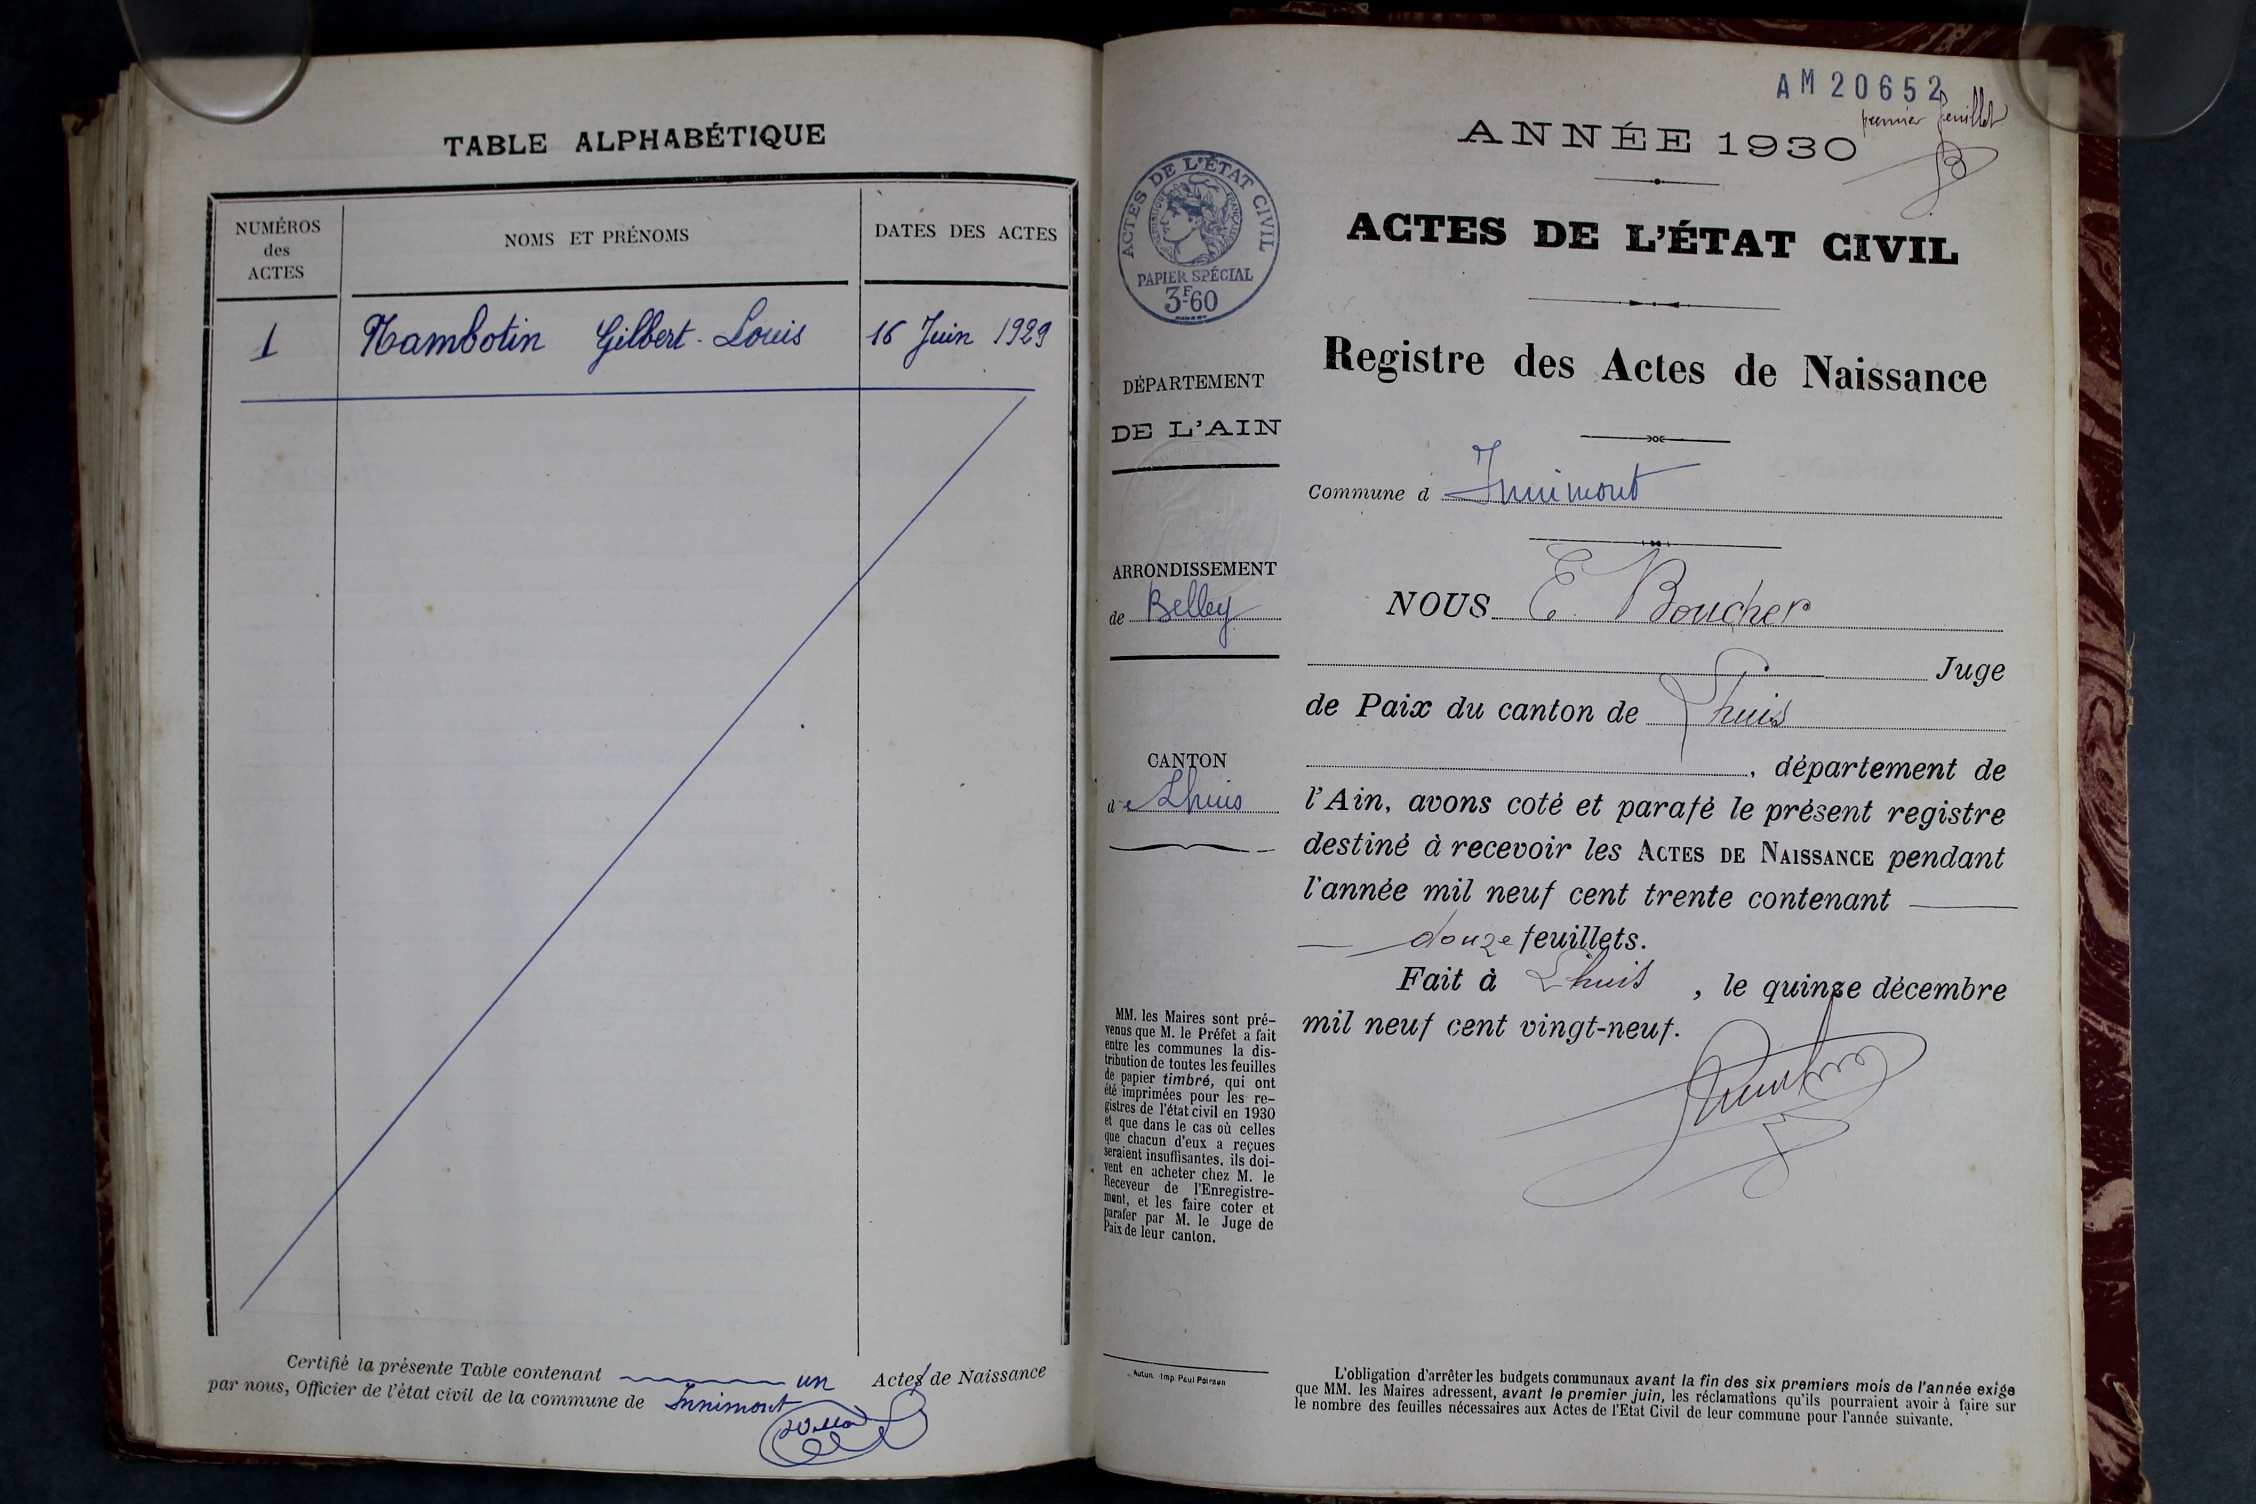 TABLE ALPHABÉTIQUE
NUMÉROS
des
ACTES
NOMS ET PRÉNOMS
DATES DES ACTES
1 Hambotin Gilbert-Louis 16 Juin 1929
Certifié la présente Table contenant un Actes de Naissance
par nous, Officier de l'état civil de la commune de Innimont
AM 20652
premier feuillet
ANNÉE 1930
ACTES DE L'ÉTAT CIVIL
RÉPUBLIQUE FRANÇAISE
PAPIER SPÉCIAL
3F60
ACTES DE L'ÉTAT CIVIL
Registre des Actes de Naissance
DÉPARTEMENT
DE L'AIN
ARRONDISSEMENT
de Belley
CANTON
de Lhuis
MM. les Maires sont pré-
venus que M. le Préfet a fait
entre les communes la dis-
tribution de toutes les feuilles
de papier timbré, qui ont
été imprimées pour les re-
gistres de l'état civil en 1930
et que dans le cas où celles
que chacun d'eux a reçues
seraient insuffisantes, ils doi-
vent en acheter chez M. le
Receveur de l'Enregistre-
ment, et les faire coter et
parafer par M. le Juge de
Paix de leur canton.
Autun. Imp. Paul Poirson
Commune d Innimont
NOUS E. Boucher
Juge
de Paix du canton de Lhuis
, département de
l'Ain, avons coté et parafé le présent registre
destiné à recevoir les ACTES DE NAISSANCE pendant
l'année mil neuf cent trente contenant
douze feuillets.
Fait à Lhuis , le quinze décembre
mil neuf cent vingt-neuf.
L'obligation d'arrêter les budgets communaux avant la fin des six premiers mois de l'année exige
que MM. les Maires adressent, avant le premier juin, les réclamations qu'ils pourraient avoir à faire sur
le nombre des feuilles nécessaires aux Actes de l'Etat Civil de leur commune pour l'année suivante.